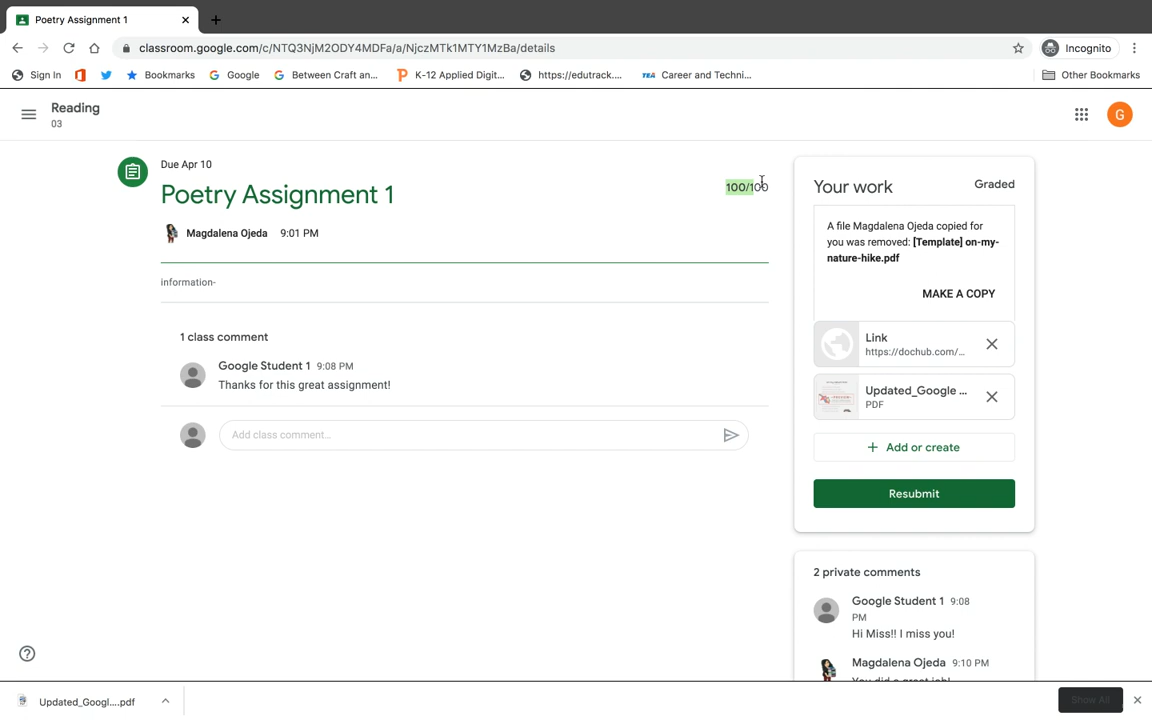 Poetry Assignment 1
classroom.google.com/c/NTQ3NjM2ODY4MDFa/a/NjczMTk1MTY1MzBa/details
Incognito
Sign In Bookmarks Google Between Craft an... K-12 Applied Digit... https://edutrack.... TEA Career and Techni... Other Bookmarks
Reading
03
G
Due Apr 10
Poetry Assignment 1
100/100
Magdalena Ojeda 9:01 PM
information-
1 class comment
Google Student 1 9:08 PM
Thanks for this great assignment!
Add class comment...
Your work Graded
A file Magdalena Ojeda copied for
you was removed: [Template] on-my-
nature-hike.pdf
MAKE A COPY
Link
https://dochub.com/...
Updated_Google ...
PDF
+ Add or create
Resubmit
2 private comments
Google Student 1 9:08
PM
Hi Miss!! I miss you!
Magdalena Ojeda 9:10 PM
You did a great job!
Updated_Googl....pdf
Show All